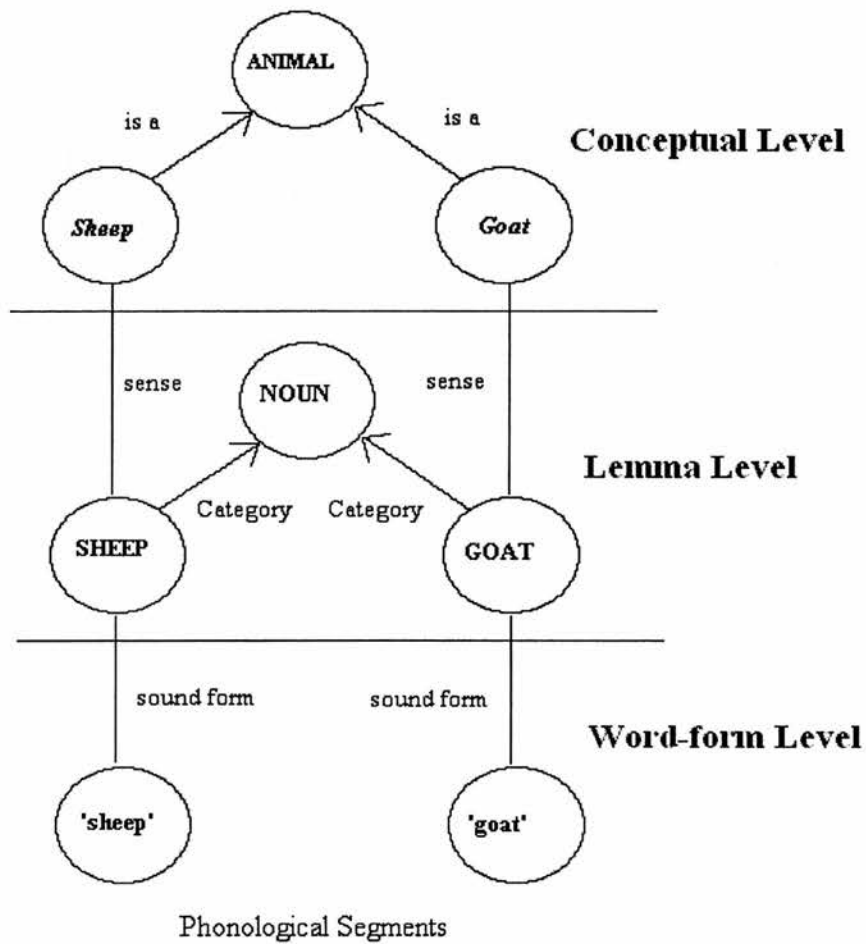 ANIMAL
is a
is a
Conceptual Level
Sheep
Goat
sense
NOUN
sense
Lemma Level
Category
Category
SHEEP
GOAT
sound form
sound form
Word-form Level
'sheep'
'goat'
Phonological Segments